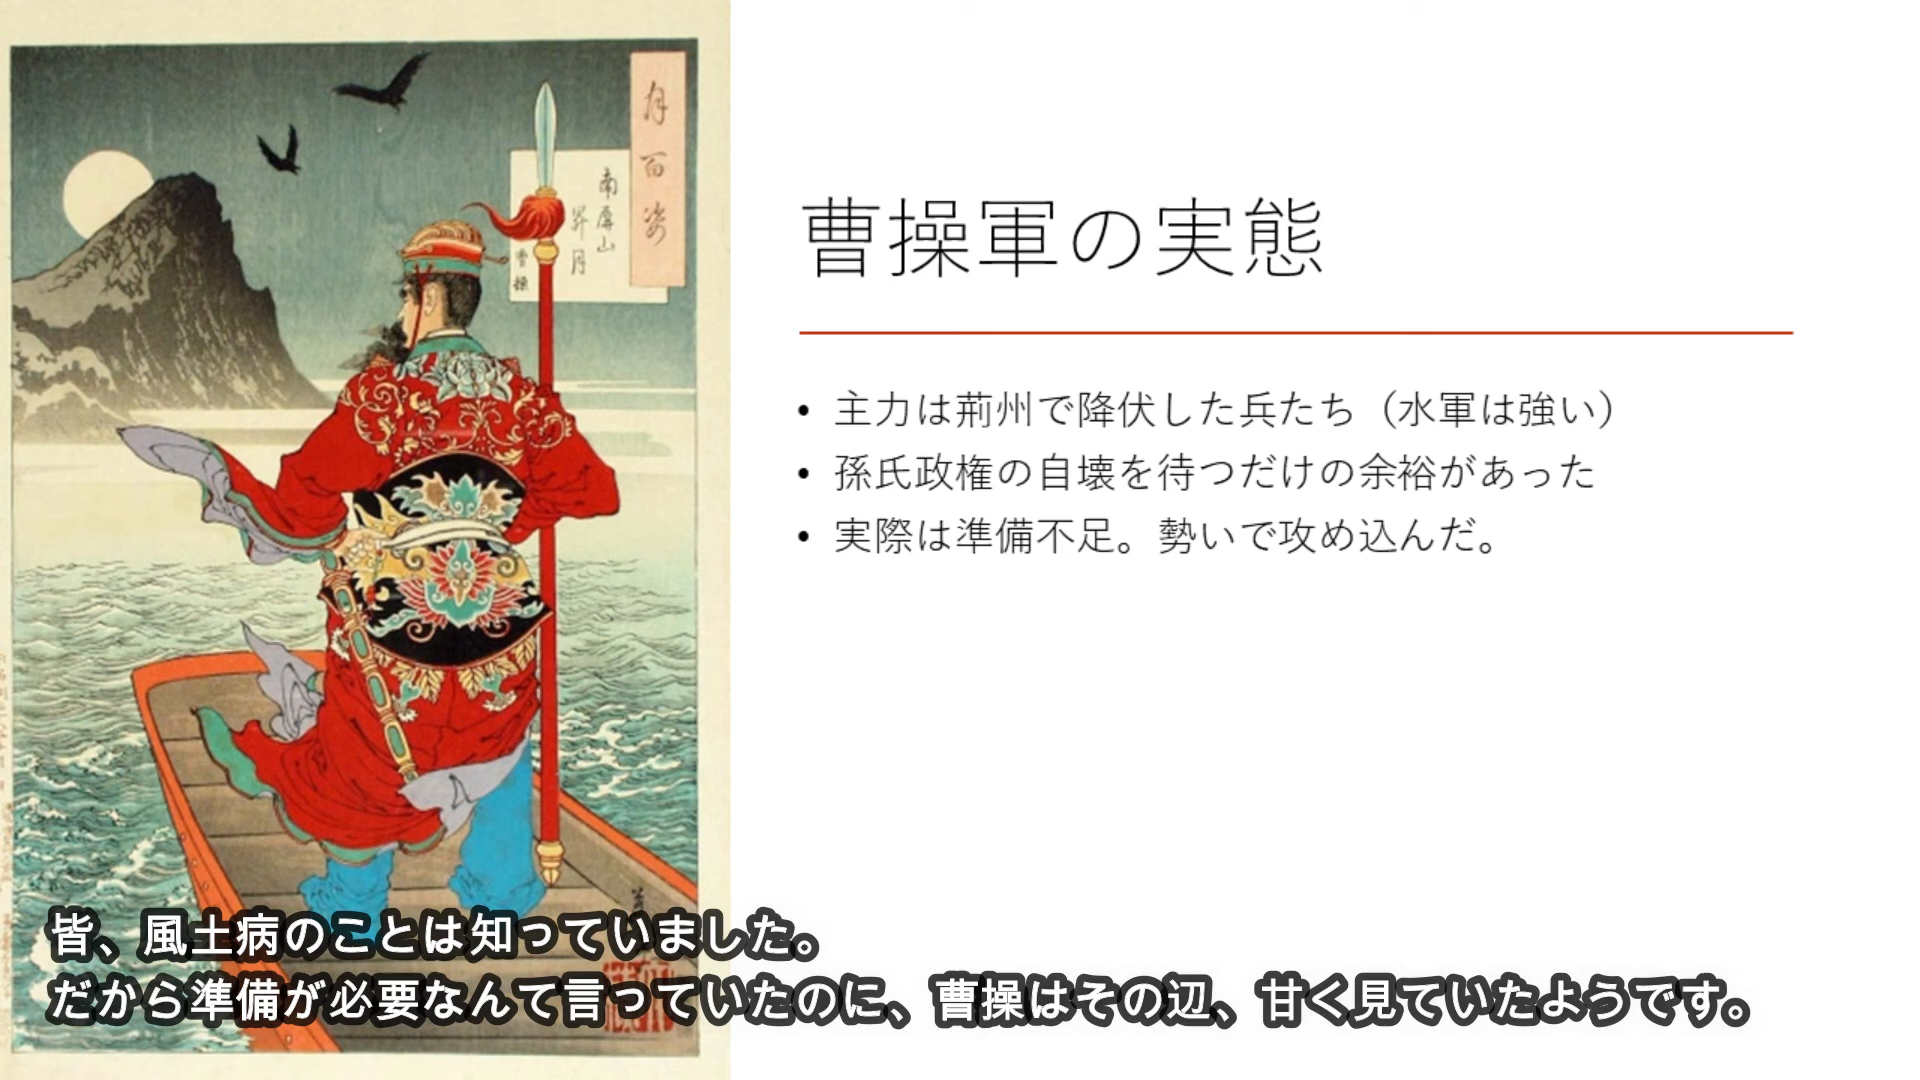 月百姿
南屏山
昇月
曹操
曹操軍の実態
• 主力は荊州で降伏した兵たち（水軍は強い）
• 孫氏政権の自壊を待つだけの余裕があった
• 実際は準備不足。勢いで攻め込んだ。
皆、風土病のことは知っていました。
だから準備が必要なんて言っていたのに、曹操はその辺、甘く見ていたようです。